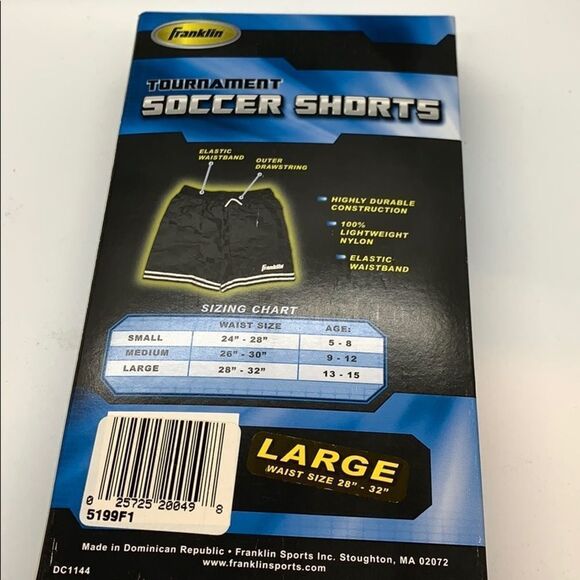 Franklin
TOURNAMENT
SOCCER SHORTS
ELASTIC
WAISTBAND
OUTER
DRAWSTRING
HIGHLY DURABLE
CONSTRUCTION
100%
LIGHTWEIGHT
NYLON
ELASTIC
WAISTBAND
Franklin
SIZING CHART
WAIST SIZE AGE:
SMALL 24" - 28" 5 - 8
MEDIUM 26" - 30" 9 - 12
LARGE 28" - 32" 13 - 15
LARGE
WAIST SIZE 28" - 32"
0 25725 20049 8
5199F1
Made in Dominican Republic • Franklin Sports Inc. Stoughton, MA 02072
www.franklinsports.com
DC1144